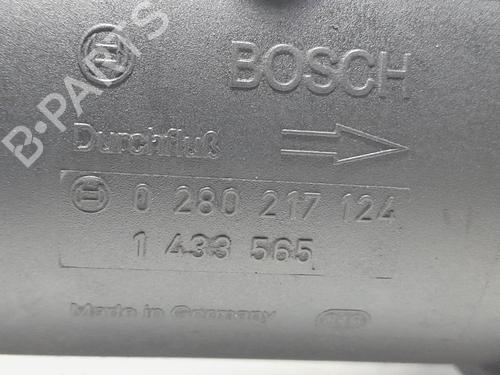 B-PARTS
BOSCH
Durchfluß
0 280 217 124
1 433 565
Made in Germany